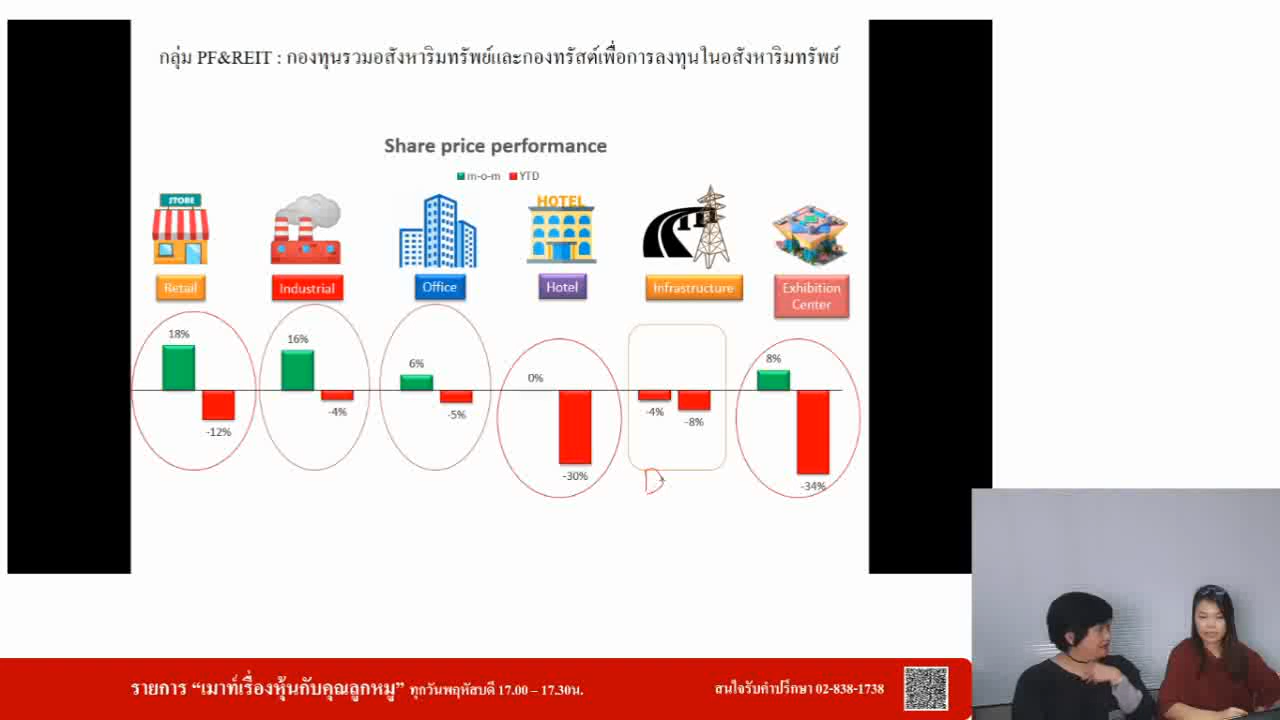 กลุ่ม PF&REIT : กองทุนรวมอสังหาริมทรัพย์และกองทรัสต์เพื่อการลงทุนในอสังหาริมทรัพย์
Share price performance
m-o-m YTD
STORE
HOTEL
Retail
Industrial
Office
Hotel
Infrastructure
Exhibition
Center
18%
-12%
16%
-4%
6%
-5%
0%
-30%
-4%
-8%
8%
-34%
D
รายการ “เมาท์เรื่องหุ้นกับคุณลูกหมู” ทุกวันพฤหัสบดี 17.00 – 17.30น.
สนใจรับคำปรึกษา 02-838-1738